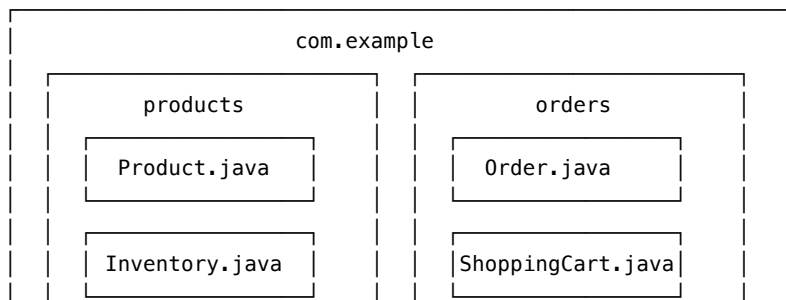 com.example
products orders
Product.java Order.java
Inventory.java ShoppingCart.java